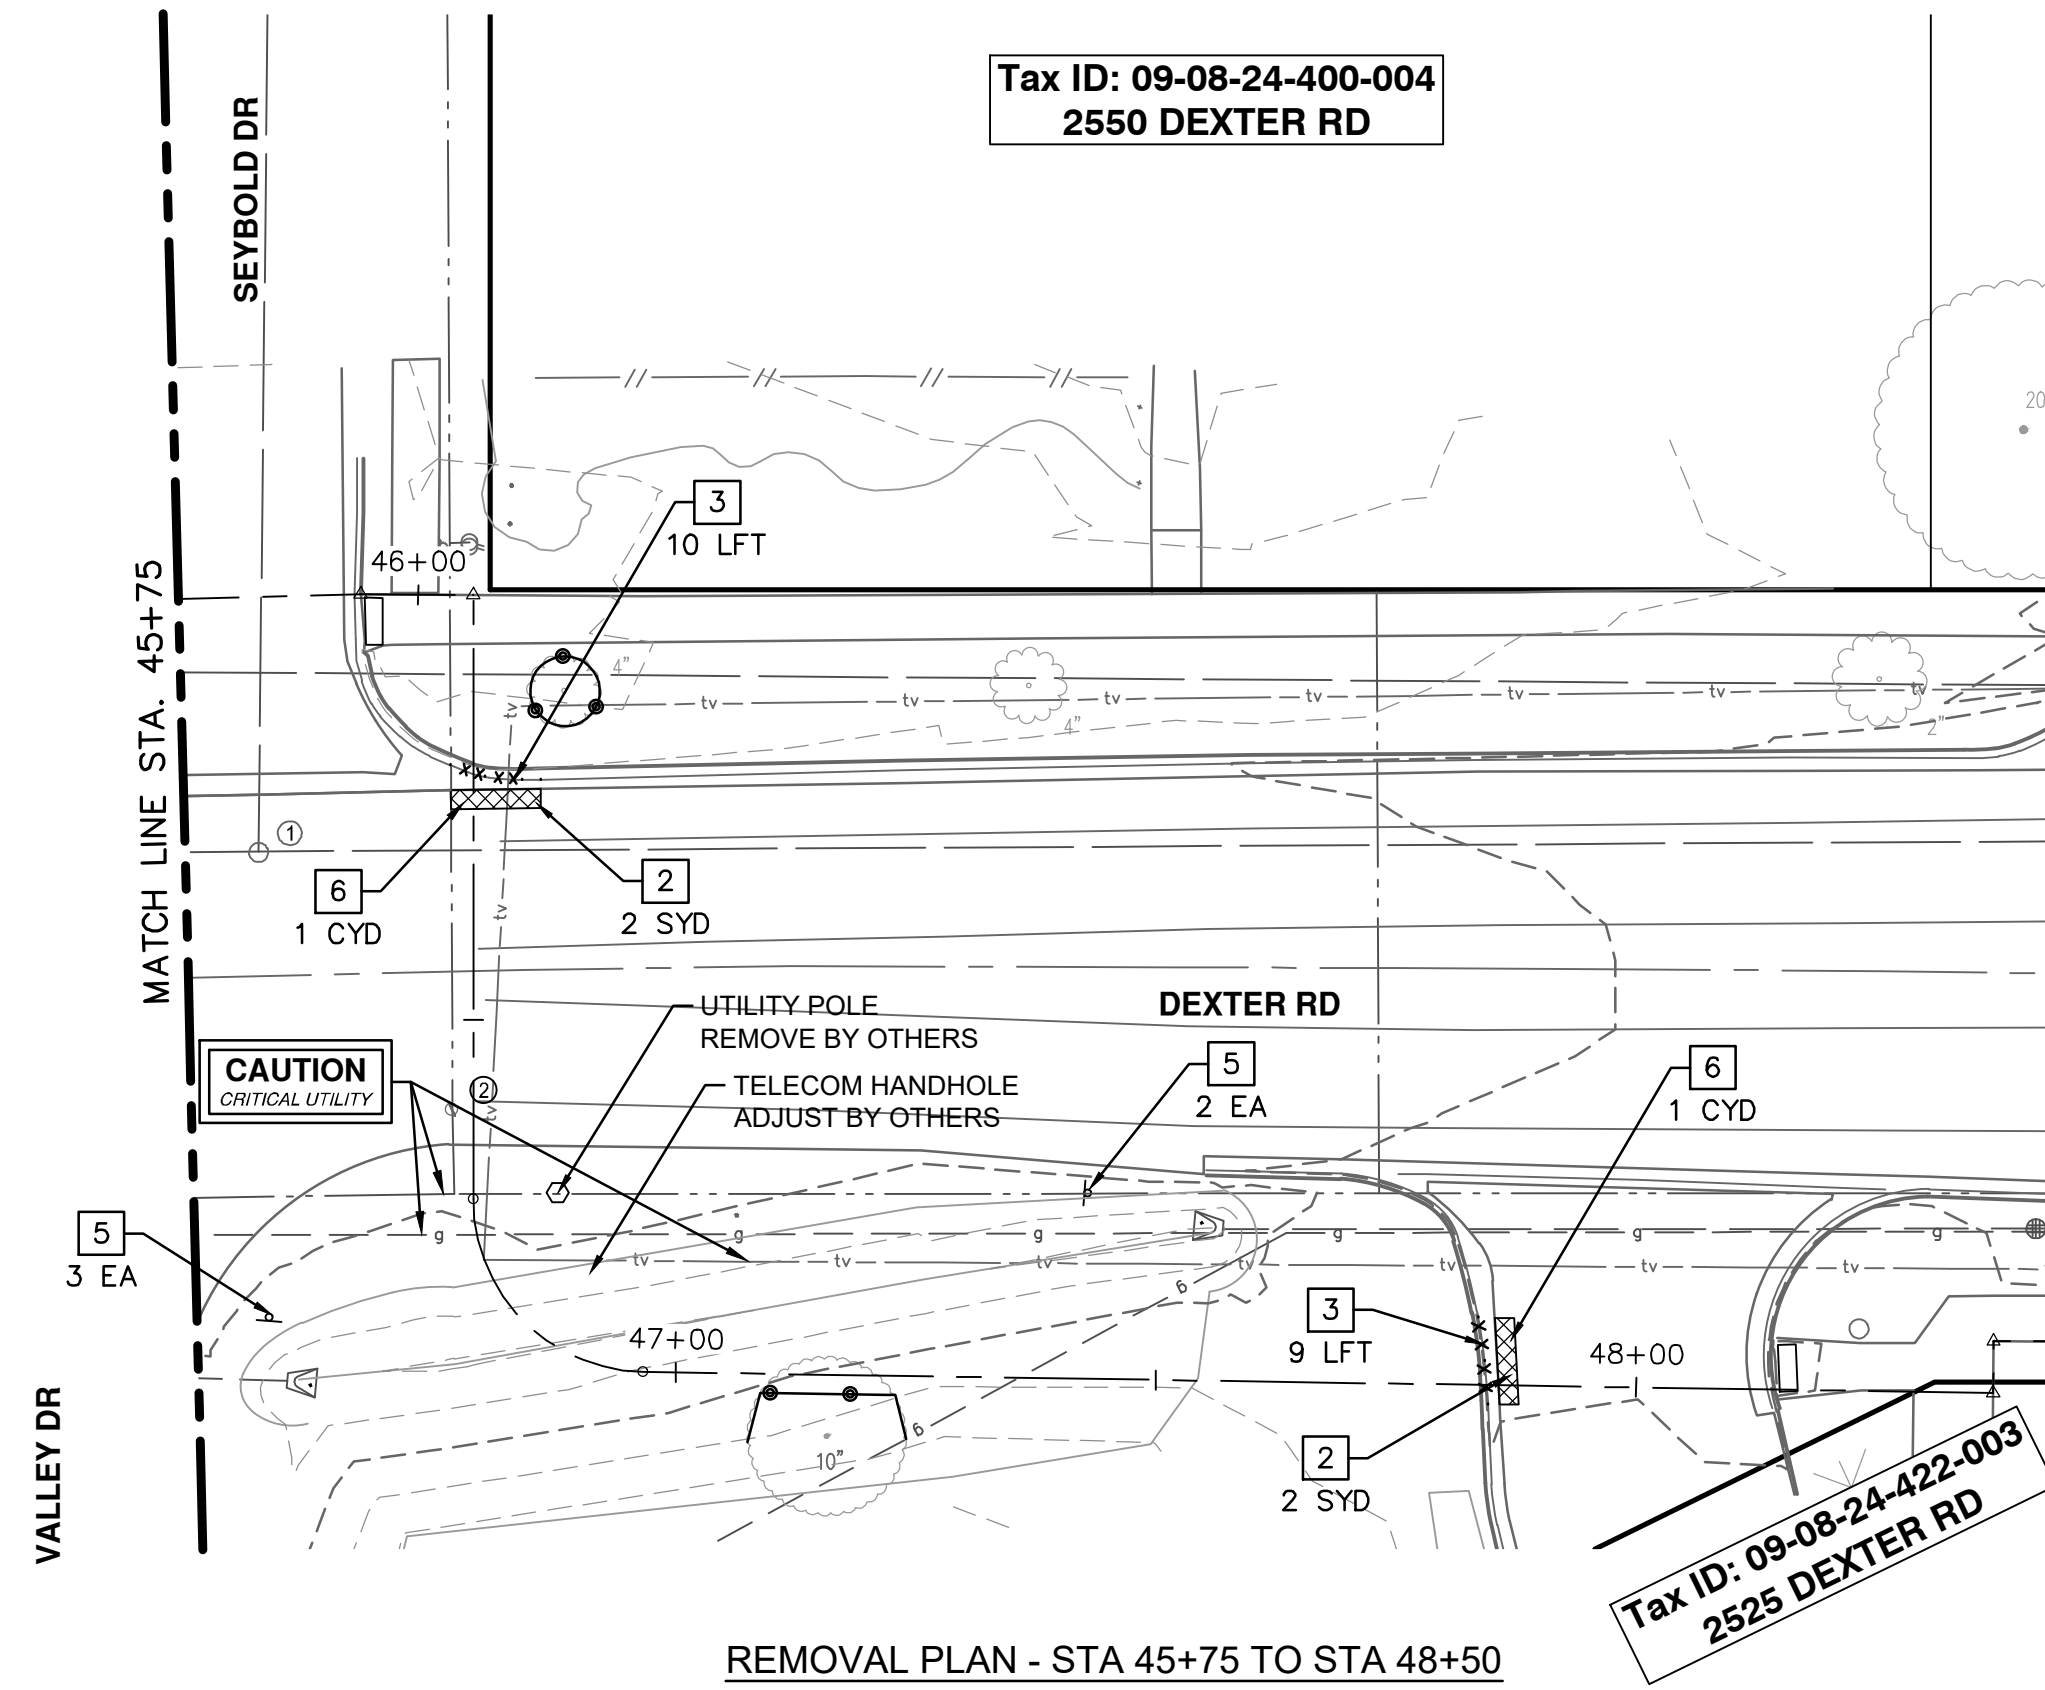 Tax ID: 09-08-24-400-004
2550 DEXTER RD
SEYBOLD DR
20
3
10 LFT
46+00
MATCH LINE STA. 45+75
4"
tv
tv
tv
tv
tv
tv
tv
tv
4"
2"
1
6
1 CYD
2
2 SYD
tv
UTILITY POLE
REMOVE BY OTHERS
DEXTER RD
CAUTION
CRITICAL UTILITY
2
tv
TELECOM HANDHOLE
ADJUST BY OTHERS
5
2 EA
6
1 CYD
5
3 EA
g
g
g
g
g
g
tv
tv
tv
tv
tv
tv
tv
6
3
9 LFT
47+00
48+00
6
10"
2
2 SYD
VALLEY DR
Tax ID: 09-08-24-422-003
2525 DEXTER RD
REMOVAL PLAN - STA 45+75 TO STA 48+50